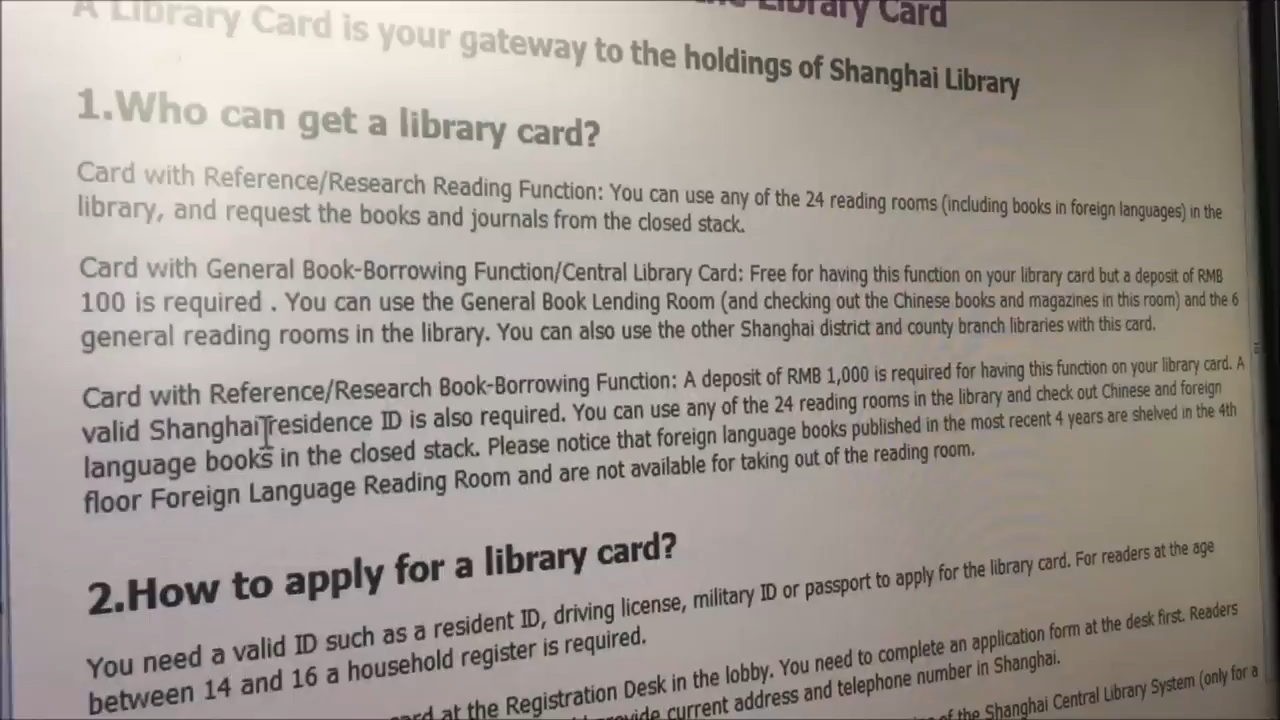 Library Card
A Library Card is your gateway to the holdings of Shanghai Library
1.Who can get a library card?
Card with Reference/Research Reading Function: You can use any of the 24 reading rooms (including books in foreign languages) in the
library, and request the books and journals from the closed stack.
Card with General Book-Borrowing Function/Central Library Card: Free for having this function on your library card but a deposit of RMB
100 is required . You can use the General Book Lending Room (and checking out the Chinese books and magazines in this room) and the 6
general reading rooms in the library. You can also use the other Shanghai district and county branch libraries with this card.
Card with Reference/Research Book-Borrowing Function: A deposit of RMB 1,000 is required for having this function on your library card. A
valid Shanghai residence ID is also required. You can use any of the 24 reading rooms in the library and check out Chinese and foreign
language books in the closed stack. Please notice that foreign language books published in the most recent 4 years are shelved in the 4th
floor Foreign Language Reading Room and are not available for taking out of the reading room.
2.How to apply for a library card?
You need a valid ID such as a resident ID, driving license, military ID or passport to apply for the library card. For readers at the age
between 14 and 16 a household register is required.
at the Registration Desk in the lobby. You need to complete an application form at the desk first. Readers
current address and telephone number in Shanghai.
of the Shanghai Central Library System (only for a